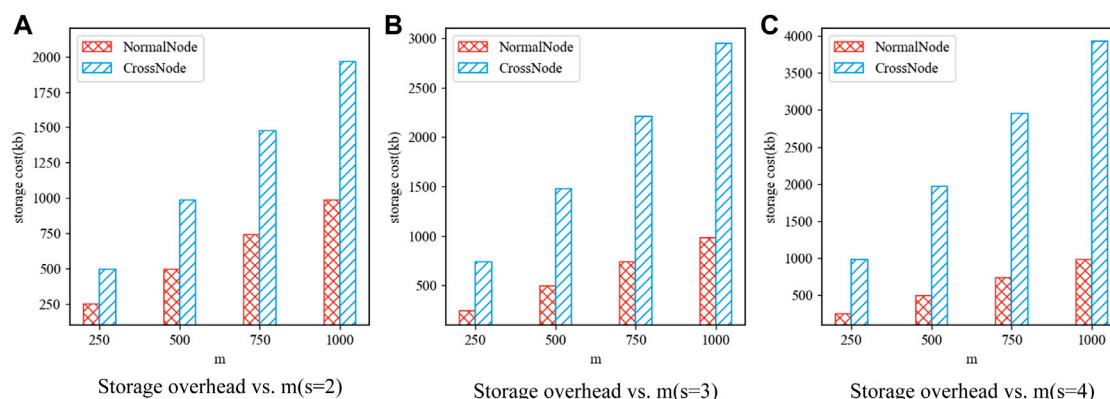 A
NormalNode
CrossNode
2000
1750
1500
1250
1000
750
500
250
storage cost(kb)
250 500 750 1000
m
Storage overhead vs. m(s=2)
B
NormalNode
CrossNode
3000
2500
2000
1500
1000
500
storage cost(kb)
250 500 750 1000
m
Storage overhead vs. m(s=3)
C
NormalNode
CrossNode
4000
3500
3000
2500
2000
1500
1000
500
storage cost(kb)
250 500 750 1000
m
Storage overhead vs. m(s=4)